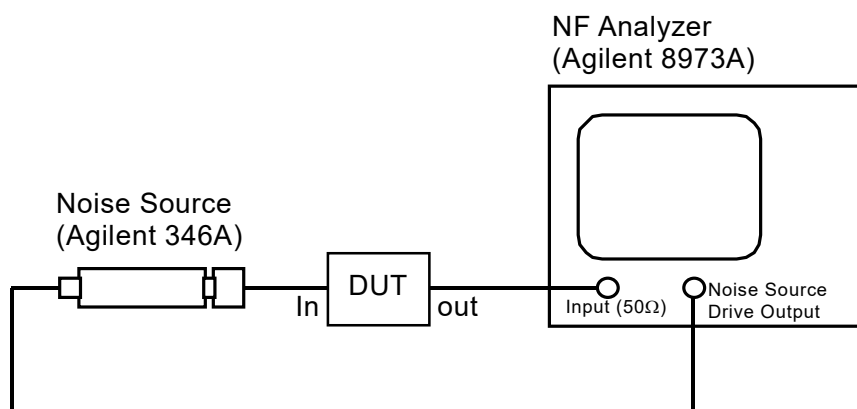 NF Analyzer
(Agilent 8973A)
Noise Source
(Agilent 346A)
DUT
In
out
Input (50Ω)
Noise Source
Drive Output